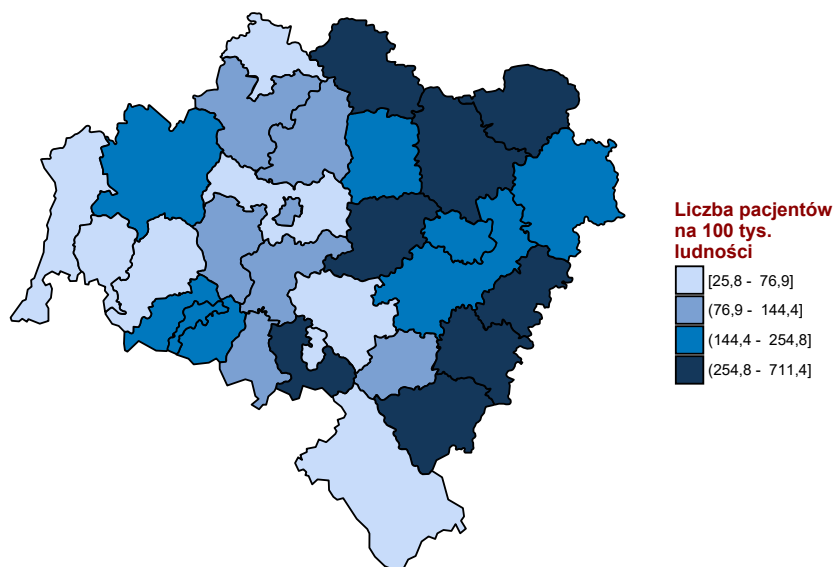 Liczba pacjentów
na 100 tys.
ludności
[25,8 - 76,9]
(76,9 - 144,4]
(144,4 - 254,8]
(254,8 - 711,4]